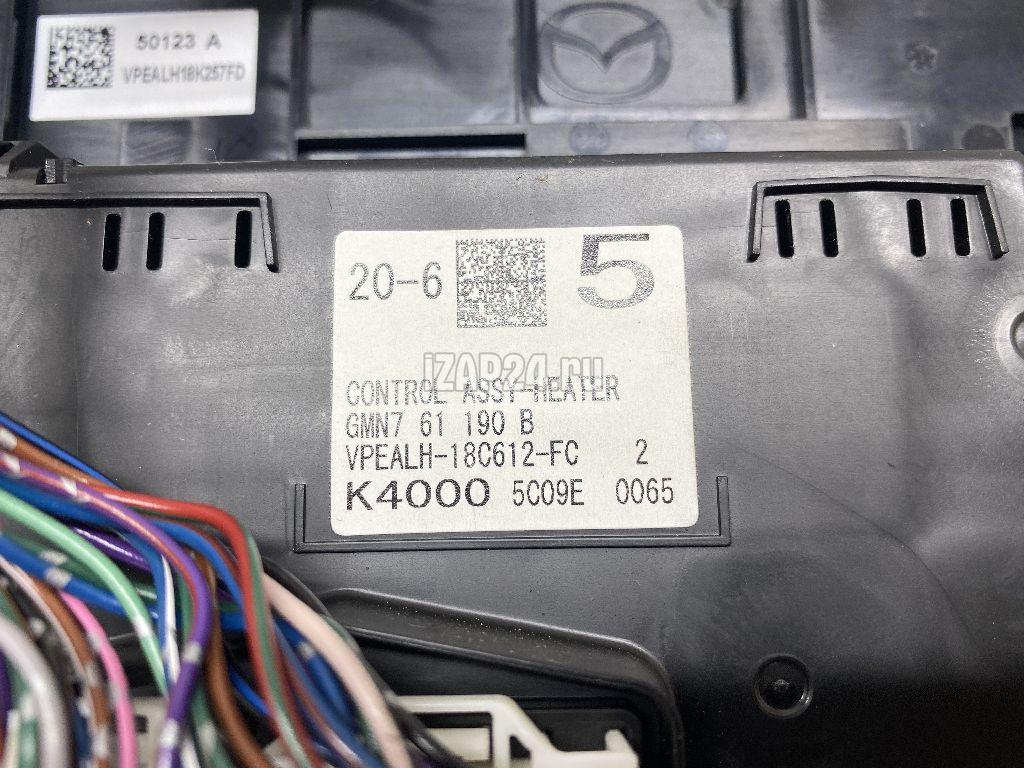 50123 A
VPEALH18K257FD
20-6 5
iZAP24.ru
CONTROL ASSY-HEATER
GMN7 61 190 B
VPEALH-18C612-FC 2
K4000 5C09E 0065